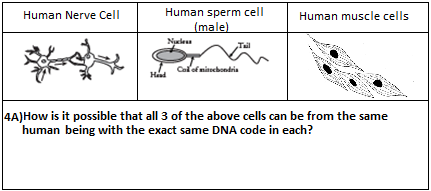 Human Nerve Cell
Human sperm cell
(male)
Human muscle cells
Nucleus
Tail
Head
Coil of mitochondria
4A)How is it possible that all 3 of the above cells can be from the same
human being with the exact same DNA code in each?